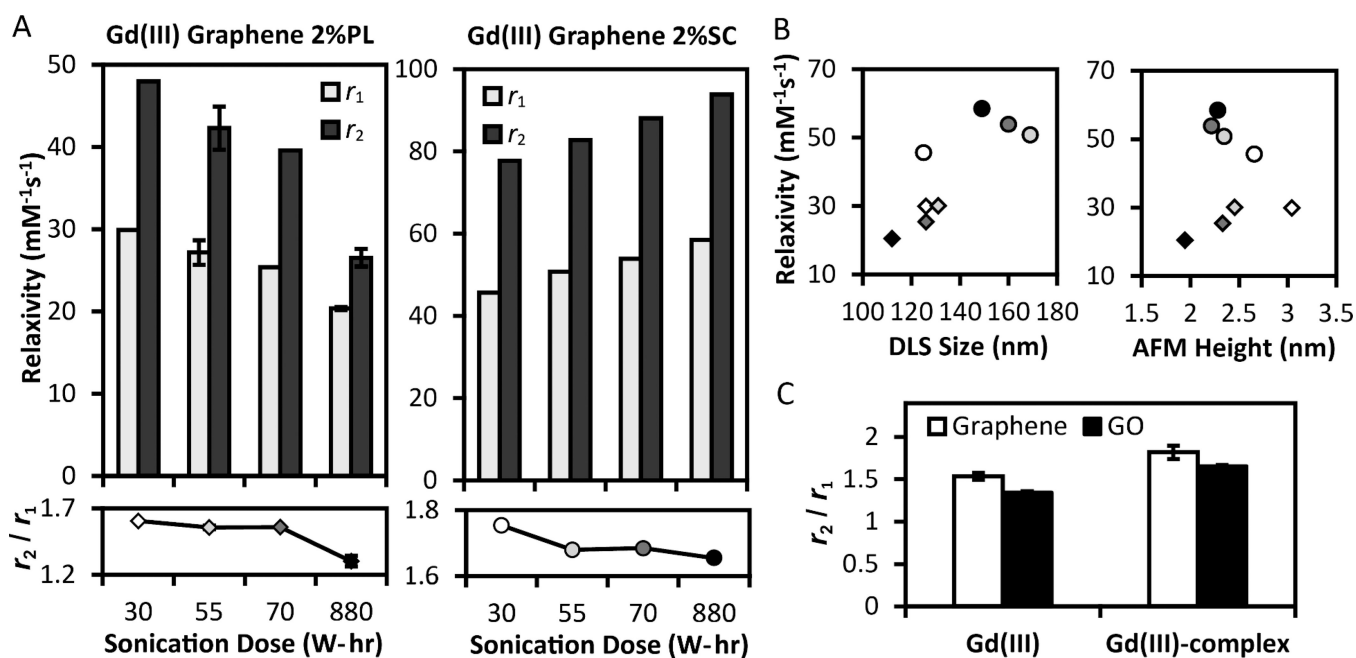 A
Gd(III) Graphene 2%PL
Relaxivity (mM⁻¹s⁻¹)
50
40
30
20
10
0
r₁
r₂
r₂ / r₁
1.7
1.2
30 55 70 880
Sonication Dose (W-hr)
Gd(III) Graphene 2%SC
100
80
60
40
20
0
r₁
r₂
1.8
1.6
30 55 70 880
Sonication Dose (W-hr)
B
Relaxivity (mM⁻¹s⁻¹)
70
50
30
10
100 120 140 160 180
DLS Size (nm)
70
50
30
10
1.5 2 2.5 3 3.5
AFM Height (nm)
C
r₂ / r₁
2
1.5
1
0.5
0
Graphene GO
Gd(III) Gd(III)-complex